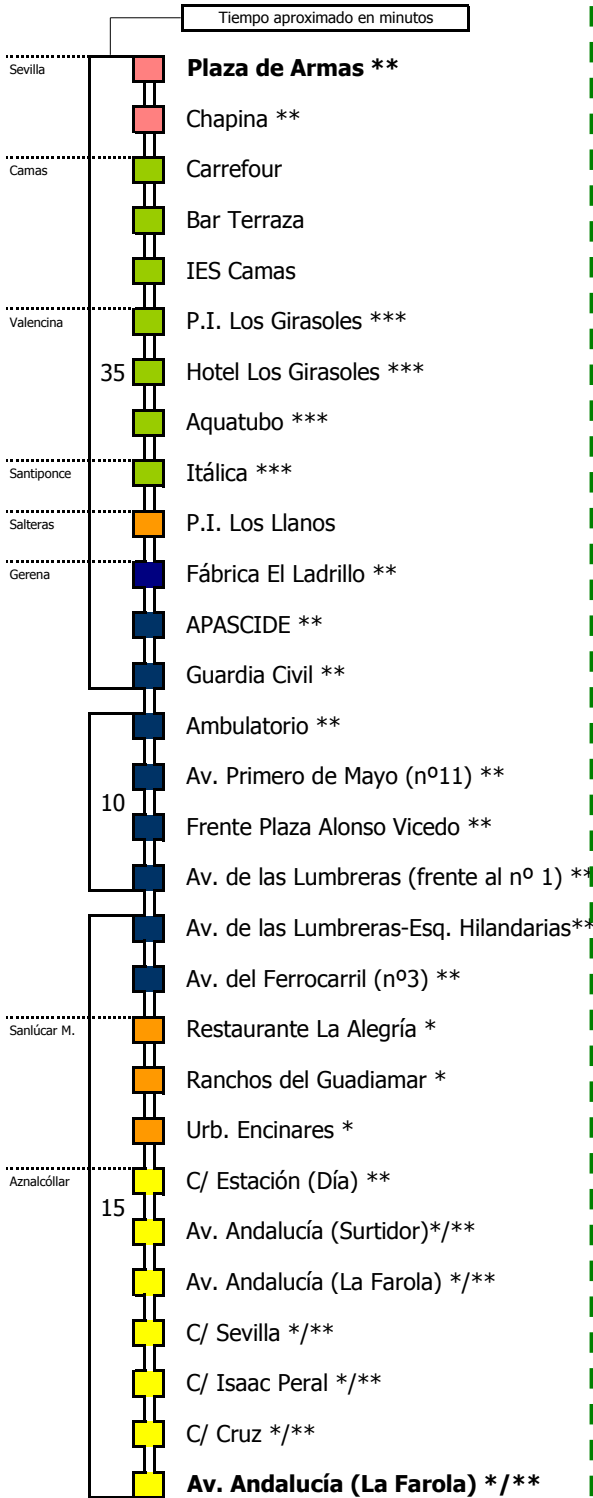 Tiempo aproximado en minutos
Sevilla
Plaza de Armas **
Chapina **
Camas
Carrefour
Bar Terraza
IES Camas
Valencina
P.I. Los Girasoles ***
35
Hotel Los Girasoles ***
Aquatubo ***
Santiponce
Itálica ***
Salteras
P.I. Los Llanos
Gerena
Fábrica El Ladrillo **
APASCIDE **
Guardia Civil **
Ambulatorio **
Av. Primero de Mayo (nº11) **
10
Frente Plaza Alonso Vicedo **
Av. de las Lumbreras (frente al nº 1) **
Av. de las Lumbreras-Esq. Hilandarias**
Av. del Ferrocarril (nº3) **
Sanlúcar M.
Restaurante La Alegría *
Ranchos del Guadiamar *
Urb. Encinares *
Aznalcóllar
C/ Estación (Día) **
15
Av. Andalucía (Surtidor)*/**
Av. Andalucía (La Farola) */**
C/ Sevilla */**
C/ Isaac Peral */**
C/ Cruz */**
Av. Andalucía (La Farola) */**